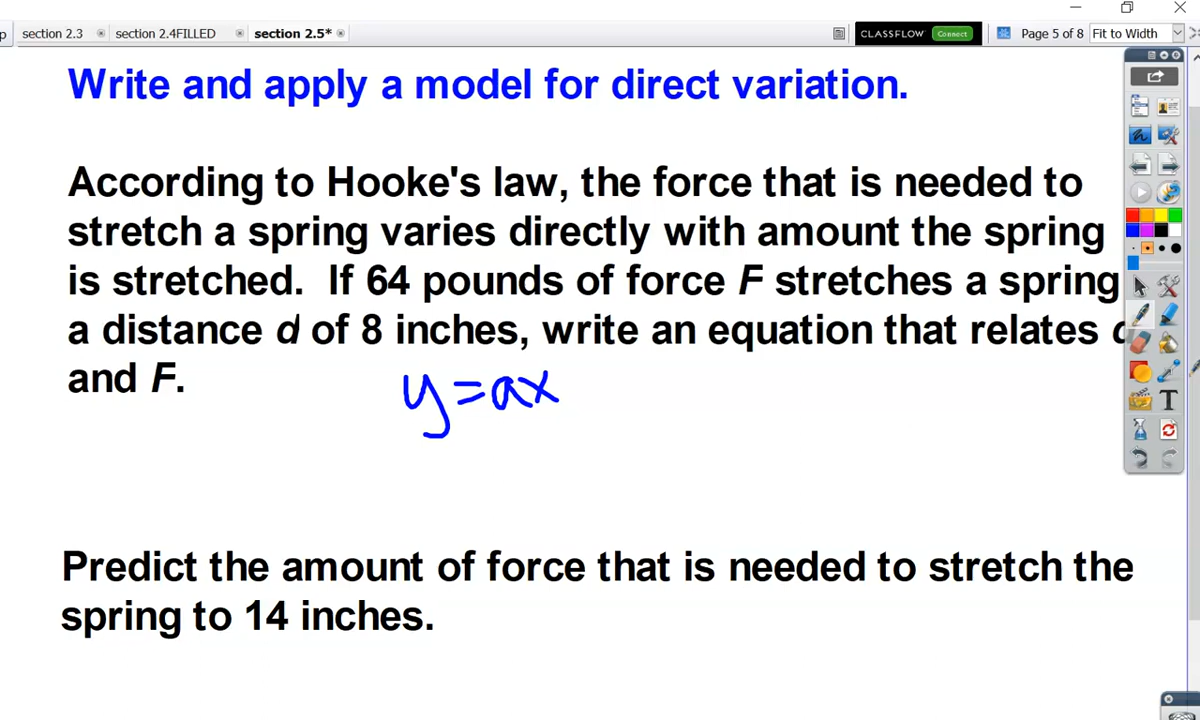 section 2.3 section 2.4FILLED section 2.5* CLASSFLOW Connect Page 5 of 8 Fit to Width
Write and apply a model for direct variation.
According to Hooke's law, the force that is needed to
stretch a spring varies directly with amount the spring
is stretched. If 64 pounds of force F stretches a spring
a distance d of 8 inches, write an equation that relates d
and F.
y=ax
Predict the amount of force that is needed to stretch the
spring to 14 inches.